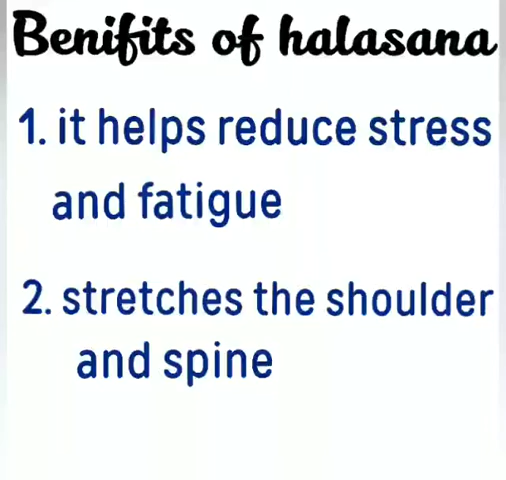 Benifits of halasana
1. it helps reduce stress
and fatigue
2. stretches the shoulder
and spine